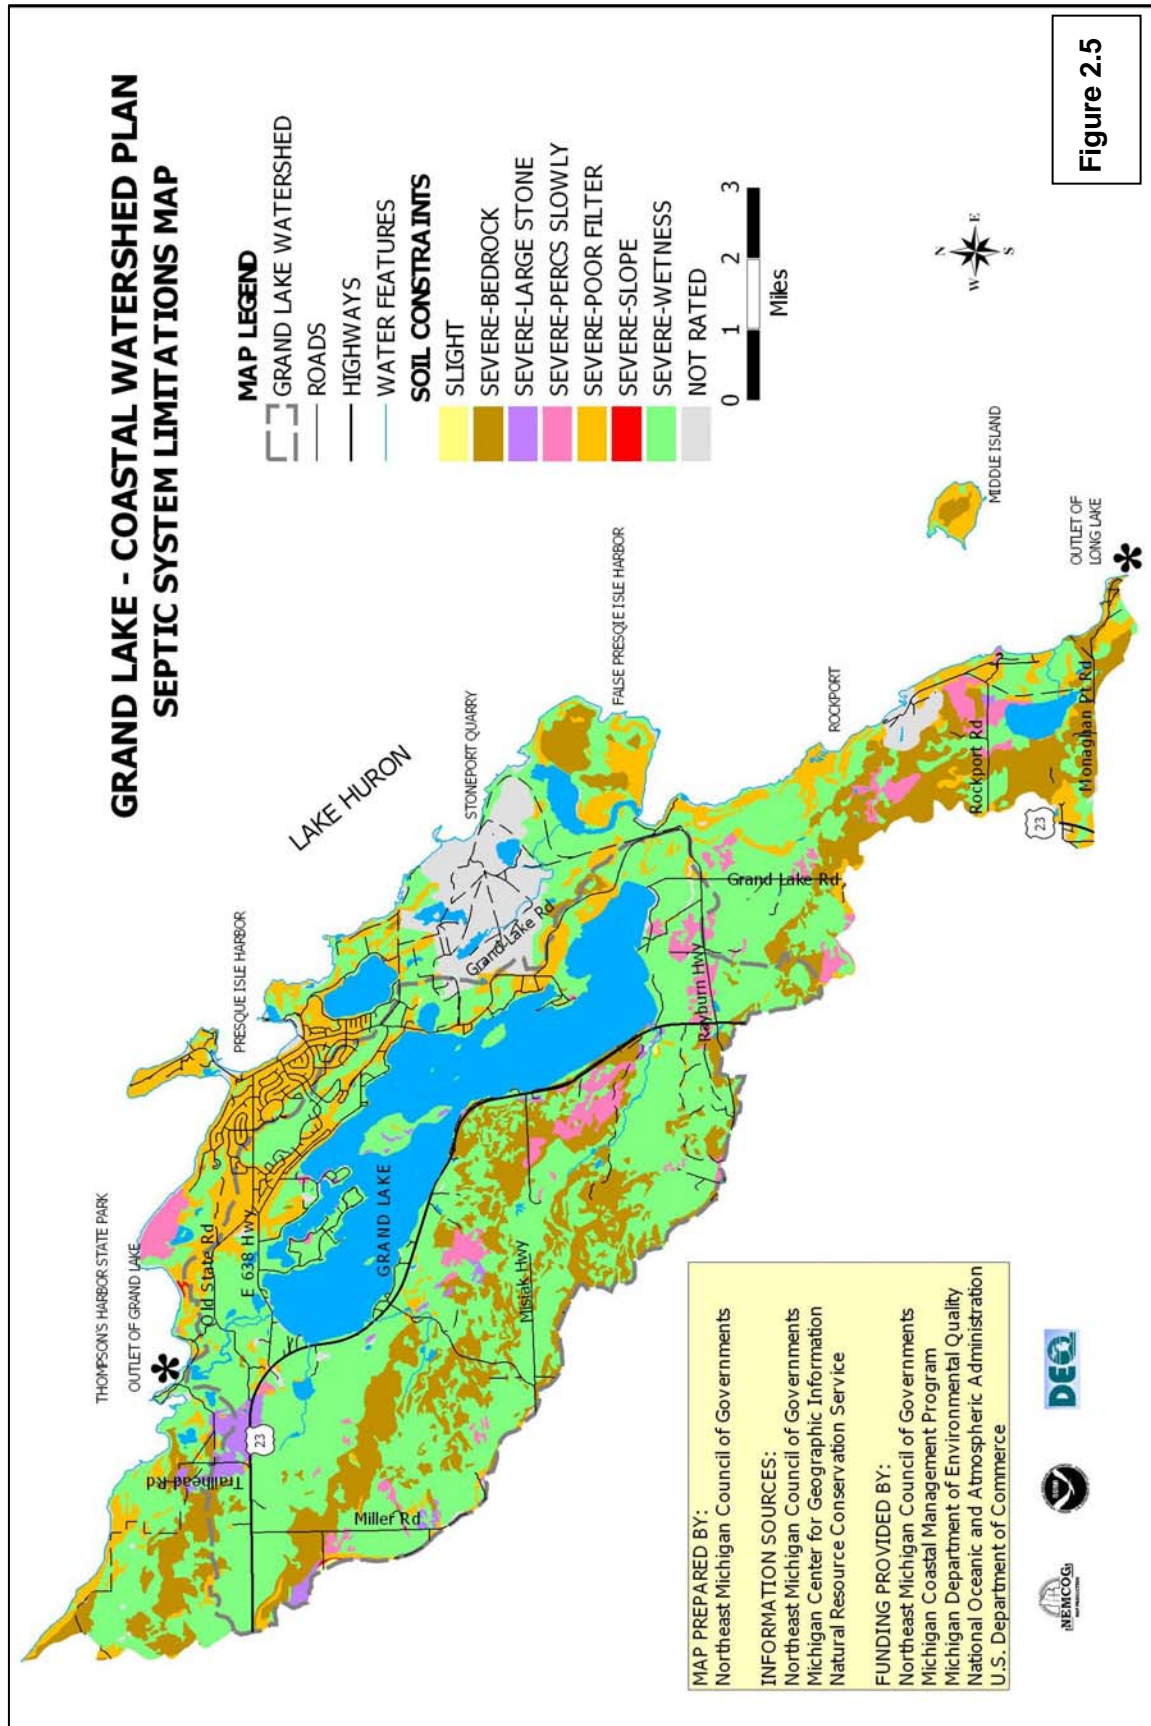 GRAND LAKE - COASTAL WATERSHED PLAN
SEPTIC SYSTEM LIMITATIONS MAP
MAP LEGEND
GRAND LAKE WATERSHED
ROADS
HIGHWAYS
WATER FEATURES
SOIL CONSTRAINTS
SLIGHT
SEVERE-BEDROCK
SEVERE-LARGE STONE
SEVERE-PERCS SLOWLY
SEVERE-POOR FILTER
SEVERE-SLOPE
SEVERE-WETNESS
NOT RATED
0 1 2 3
Miles
N
W E
S
Figure 2.5
LAKE HURON
THOMPSON'S HARBOR STATE PARK
OUTLET OF GRAND LAKE
*
PRESQUE ISLE HARBOR
STONEPORT QUARRY
FALSE PRESQIE ISLE HARBOR
ROCKPORT
MIDDLE ISLAND
OUTLET OF
LONG LAKE
*
Old State Rd
E 638 Hwy
Trailhead Rd
23
Miller Rd
GRAND LAKE
Misiak Hwy
Grand Lake Rd
Rayburn Hwy
Grand Lake Rd
Rockport Rd
Monaghan Pt Rd
23
MAP PREPARED BY:
Northeast Michigan Council of Governments
INFORMATION SOURCES:
Northeast Michigan Council of Governments
Michigan Center for Geographic Information
Natural Resource Conservation Service
FUNDING PROVIDED BY:
Northeast Michigan Council of Governments
Michigan Coastal Management Program
Michigan Department of Environmental Quality
National Oceanic and Atmospheric Administration
U.S. Department of Commerce
NEMCOG
DEQ